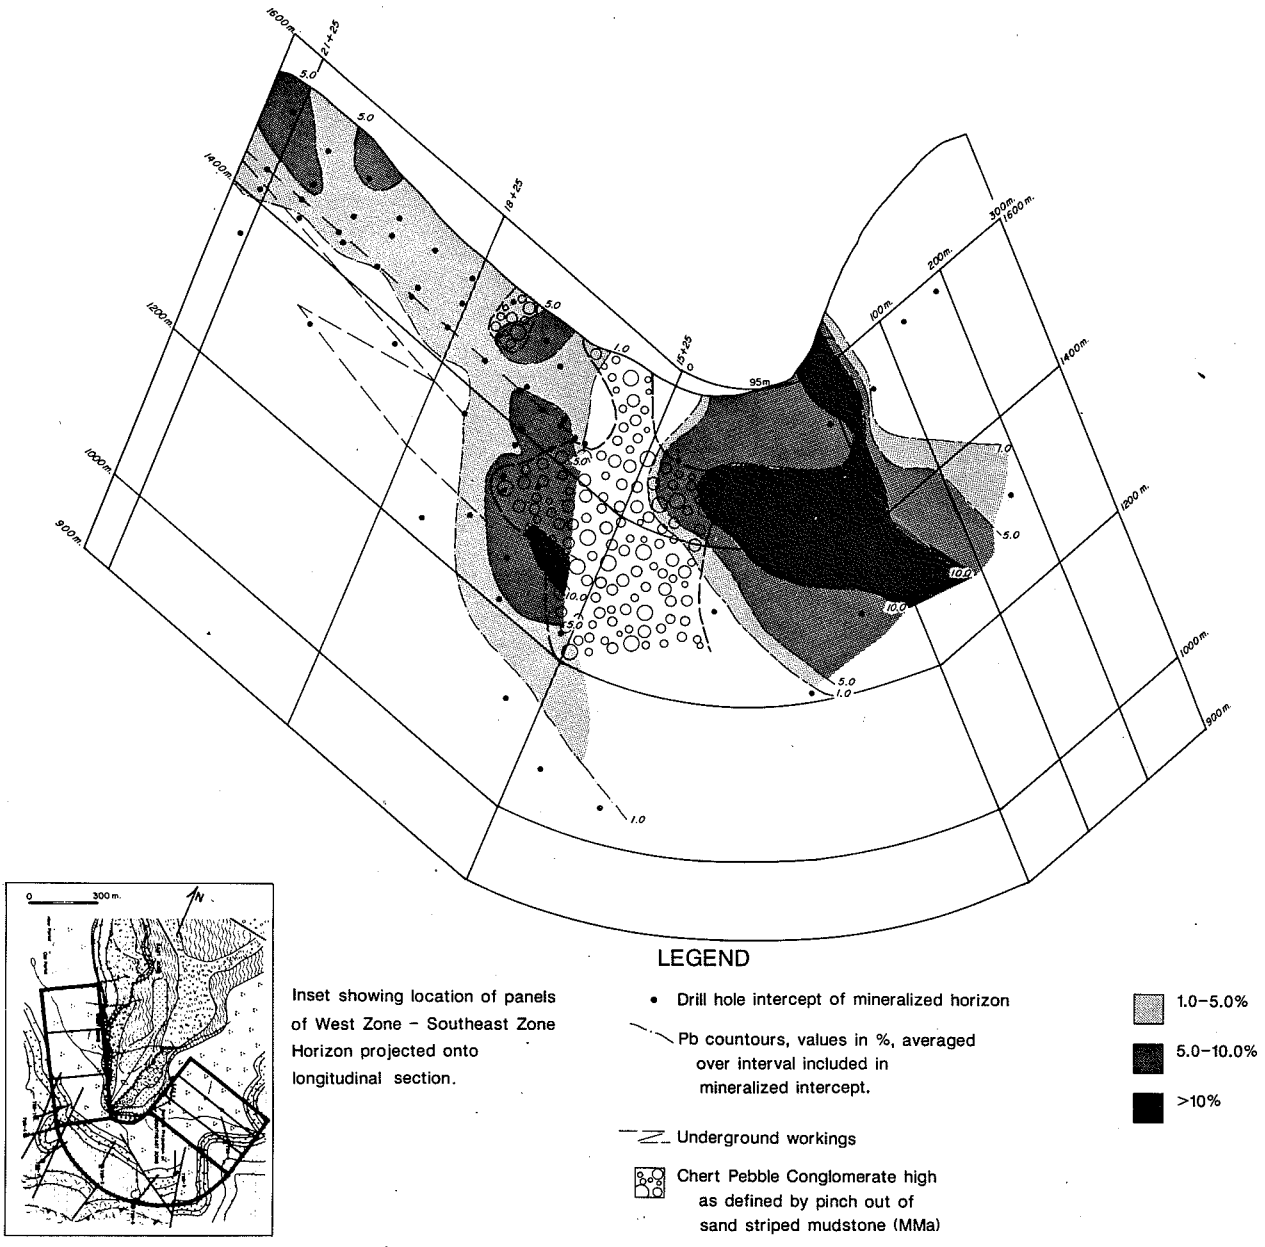 1600m.
21+25
5.0
5.0
1400m.
18+25
300m.
1600m.
200m.
100m.
5.0
1200m.
1.0
15+25
0
1400m.
95m
1.0
5.0
1000m.
1200m.
5.0
900m.
10.0
10.0
10.0
5.0
1000m.
5.0
1.0
900m.
1.0
0 300m.
N
Inset showing location of panels
of West Zone - Southeast Zone
Horizon projected onto
longitudinal section.
LEGEND
Drill hole intercept of mineralized horizon
Pb countours, values in %, averaged
over interval included in
mineralized intercept.
Underground workings
Chert Pebble Conglomerate high
as defined by pinch out of
sand striped mudstone (MMa)
1.0-5.0%
5.0-10.0%
>10%